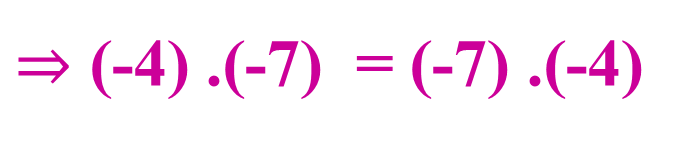 ⇒ (-4) .(-7) = (-7) .(-4)